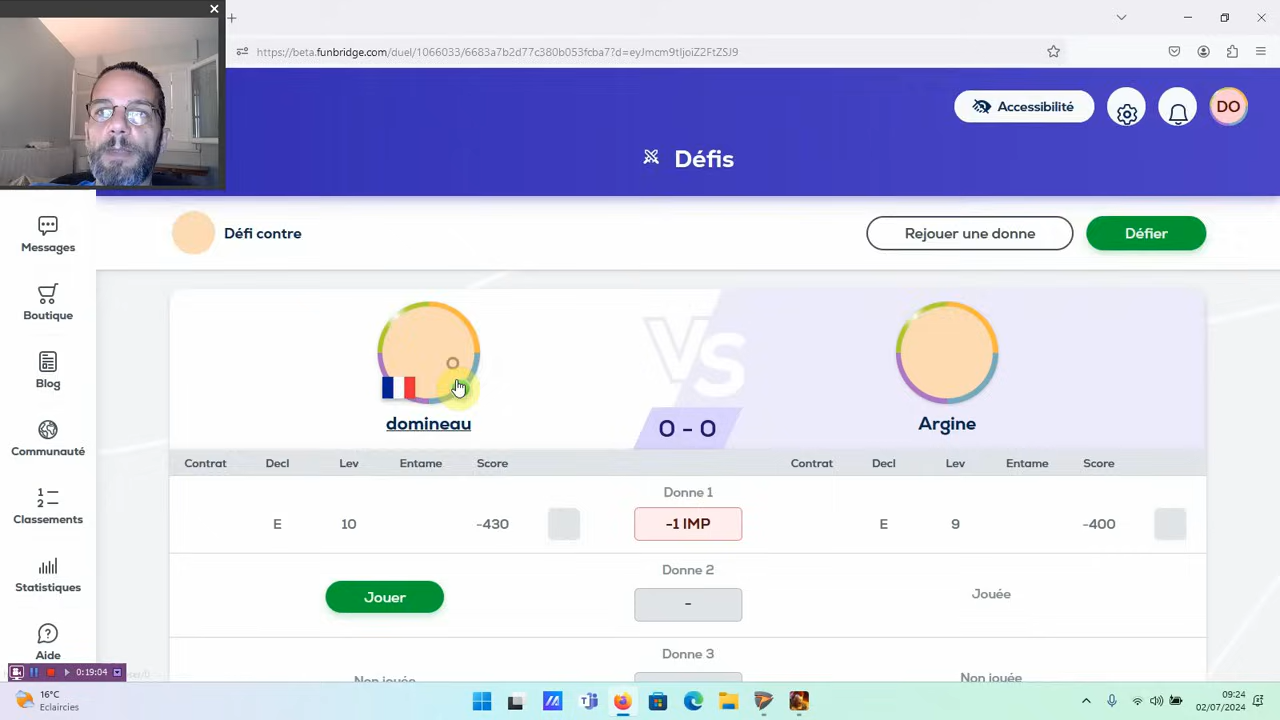 https://beta.funbridge.com/duel/1066033/6683a7b2d77c380b053fcba7?d=eyJmcm9tIjoiZ2FtZSJ9
Accessibilité
DO
Défis
Messages
Boutique
Blog
Communauté
1
2
Classements
Statistiques
Aide
Défi contre
Rejouer une donne
Défier
VS
domineau
0 - 0
Argine
Contrat Decl Lev Entame Score
Contrat Decl Lev Entame Score
Donne 1
E 10 -430
-1 IMP
E 9 -400
Donne 2
Jouer
-
Jouée
Donne 3
Non jouée
Non jouée
0:19:04
16°C
Eclaircies
09:24
02/07/2024